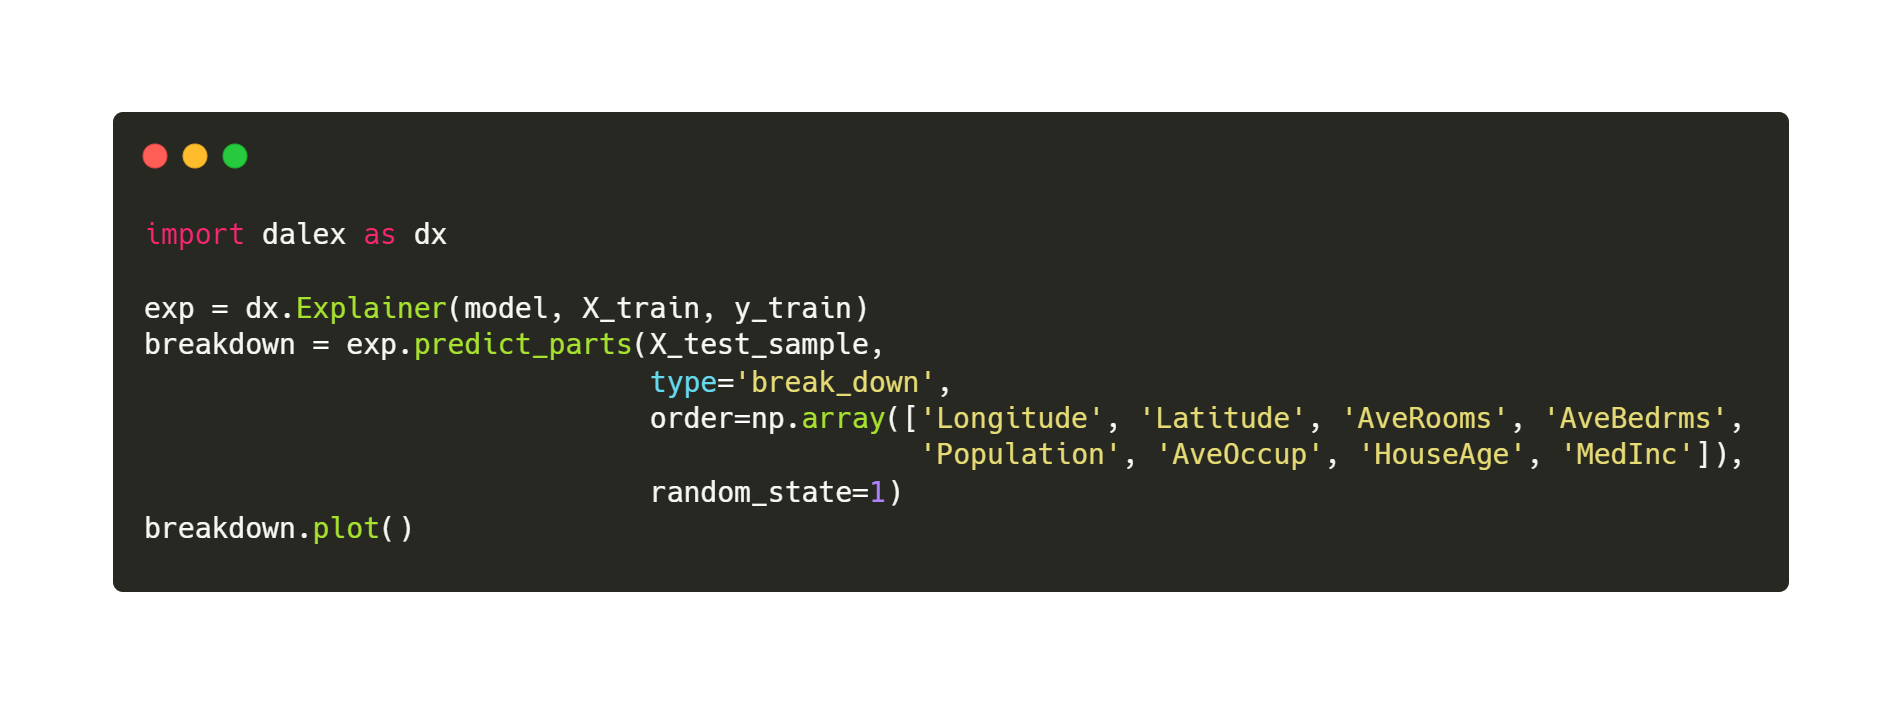 import dalex as dx
exp = dx.Explainer(model, X_train, y_train)
breakdown = exp.predict_parts(X_test_sample,
type='break_down',
order=np.array(['Longitude', 'Latitude', 'AveRooms', 'AveBedrms',
'Population', 'AveOccup', 'HouseAge', 'MedInc']),
random_state=1)
breakdown.plot()